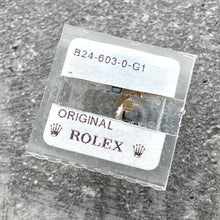 B24-603-0-G1
ORIGINAL
ROLEX